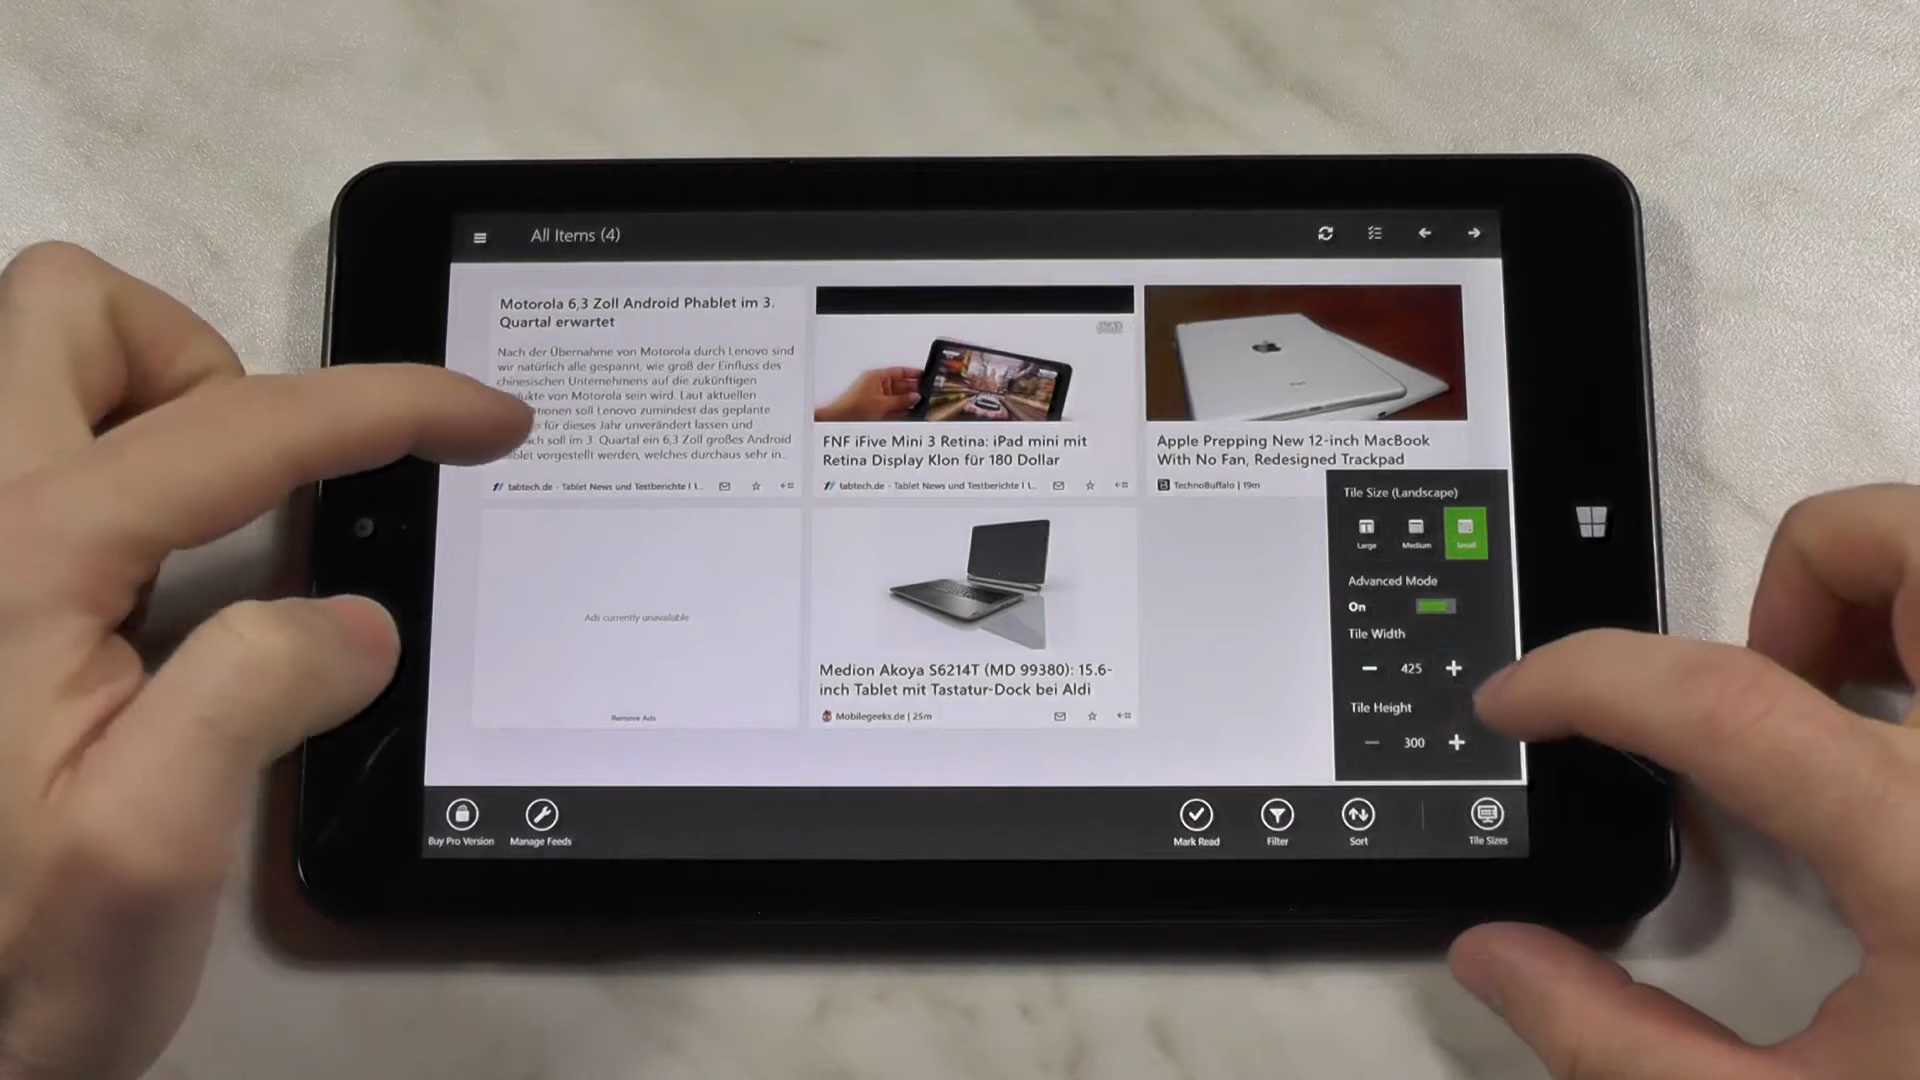 All Items (4)
Motorola 6,3 Zoll Android Phablet im 3.
Quartal erwartet
Nach der Übernahme von Motorola durch Lenovo sind
wir natürlich alle gespannt, wie groß der Einfluss des
chinesischen Unternehmens auf die zukünftigen
von Motorola sein wird. Laut aktuellen
soll Lenovo zumindest das geplante
für dieses Jahr unverändert lassen und
soll im 3. Quartal ein 6,3 Zoll großes Android
vorgestellt werden, welches durchaus sehr in...
tabtech.de - Tablet News und Testberichte | 1...
FNF iFive Mini 3 Retina: iPad mini mit
Retina Display Klon für 180 Dollar
tabtech.de - Tablet News und Testberichte | 1...
Apple Prepping New 12-inch MacBook
With No Fan, Redesigned Trackpad
TechnoBuffalo | 19m
Ads currently unavailable
Remove Ads
Medion Akoya S6214T (MD 99380): 15.6-
inch Tablet mit Tastatur-Dock bei Aldi
Mobilegeeks.de | 25m
Tile Size (Landscape)
Large Medium Small
Advanced Mode
On
Tile Width
425
Tile Height
300
Buy Pro Version Manage Feeds Mark Read Filter Sort Tile Sizes